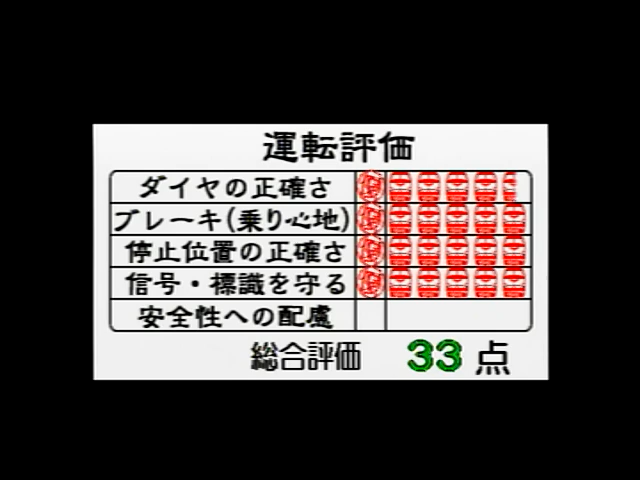 運転評価
ダイヤの正確さ
ブレーキ(乗り心地)
停止位置の正確さ
信号・標識を守る
安全性への配慮
総合評価 33 点